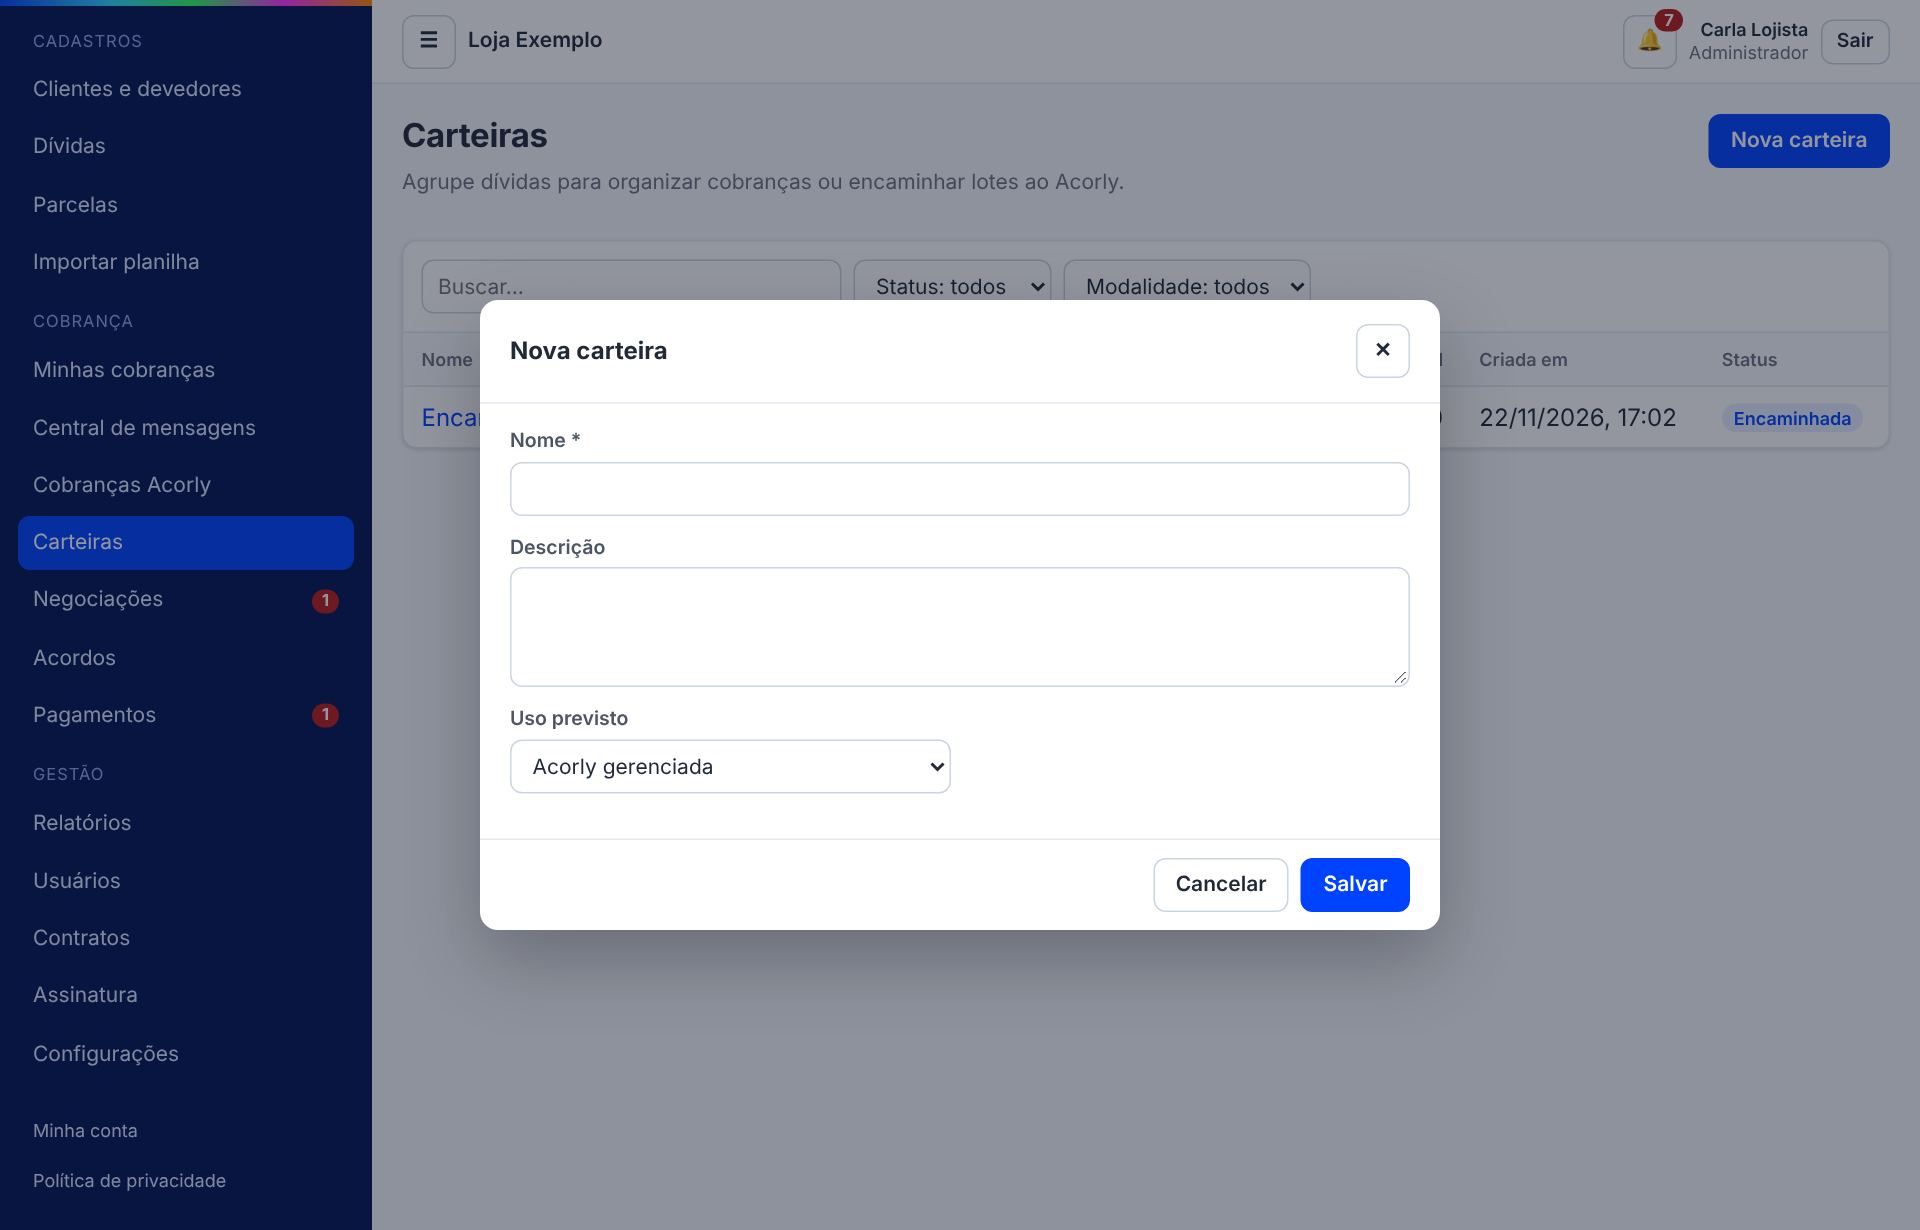 CADASTROS
Clientes e devedores
Dívidas
Parcelas
Importar planilha
COBRANÇA
Minhas cobranças
Central de mensagens
Cobranças Acorly
Carteiras
Negociações 1
Acordos
Pagamentos 1
GESTÃO
Relatórios
Usuários
Contratos
Assinatura
Configurações
Minha conta
Política de privacidade
☰ Loja Exemplo
7
Carla Lojista
Administrador
Sair
Carteiras
Nova carteira
Agrupe dívidas para organizar cobranças ou encaminhar lotes ao Acorly.
Buscar... Status: todos Modalidade: todos
Nome Criada em Status
22/11/2026, 17:02 Encaminhada
Nova carteira ✕
Nome *
Descrição
Uso previsto
Acorly gerenciada
Cancelar Salvar